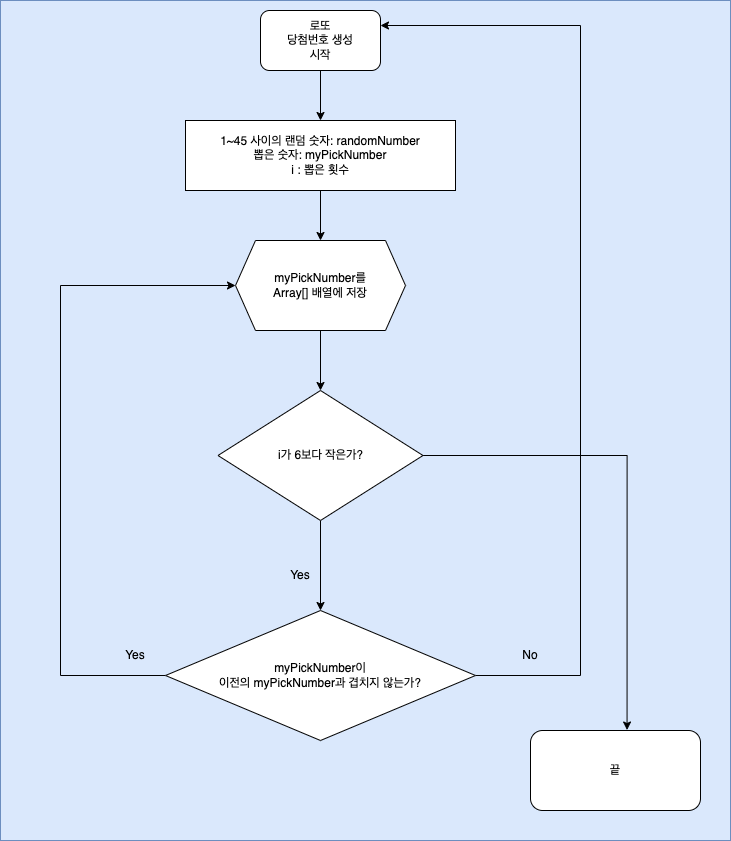 로또
당첨번호 생성
시작
1~45 사이의 랜덤 숫자: randomNumber
뽑은 숫자: myPickNumber
i : 뽑은 횟수
myPickNumber를
Array[] 배열에 저장
i가 6보다 작은가?
Yes
Yes
No
myPickNumber이
이전의 myPickNumber과 겹치지 않는가?
끝